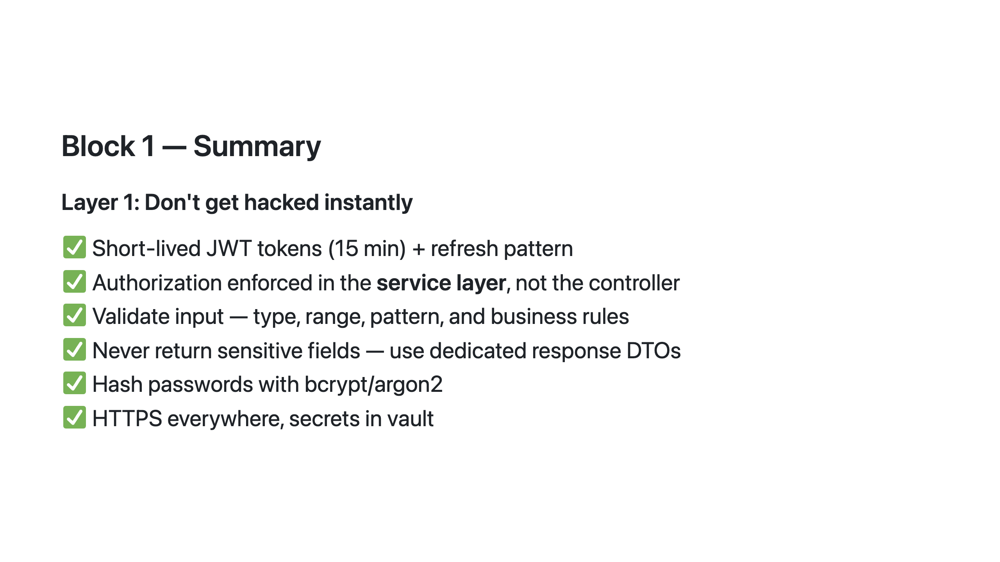 Block 1 — Summary
Layer 1: Don't get hacked instantly
✅ Short-lived JWT tokens (15 min) + refresh pattern
✅ Authorization enforced in the service layer, not the controller
✅ Validate input — type, range, pattern, and business rules
✅ Never return sensitive fields — use dedicated response DTOs
✅ Hash passwords with bcrypt/argon2
✅ HTTPS everywhere, secrets in vault